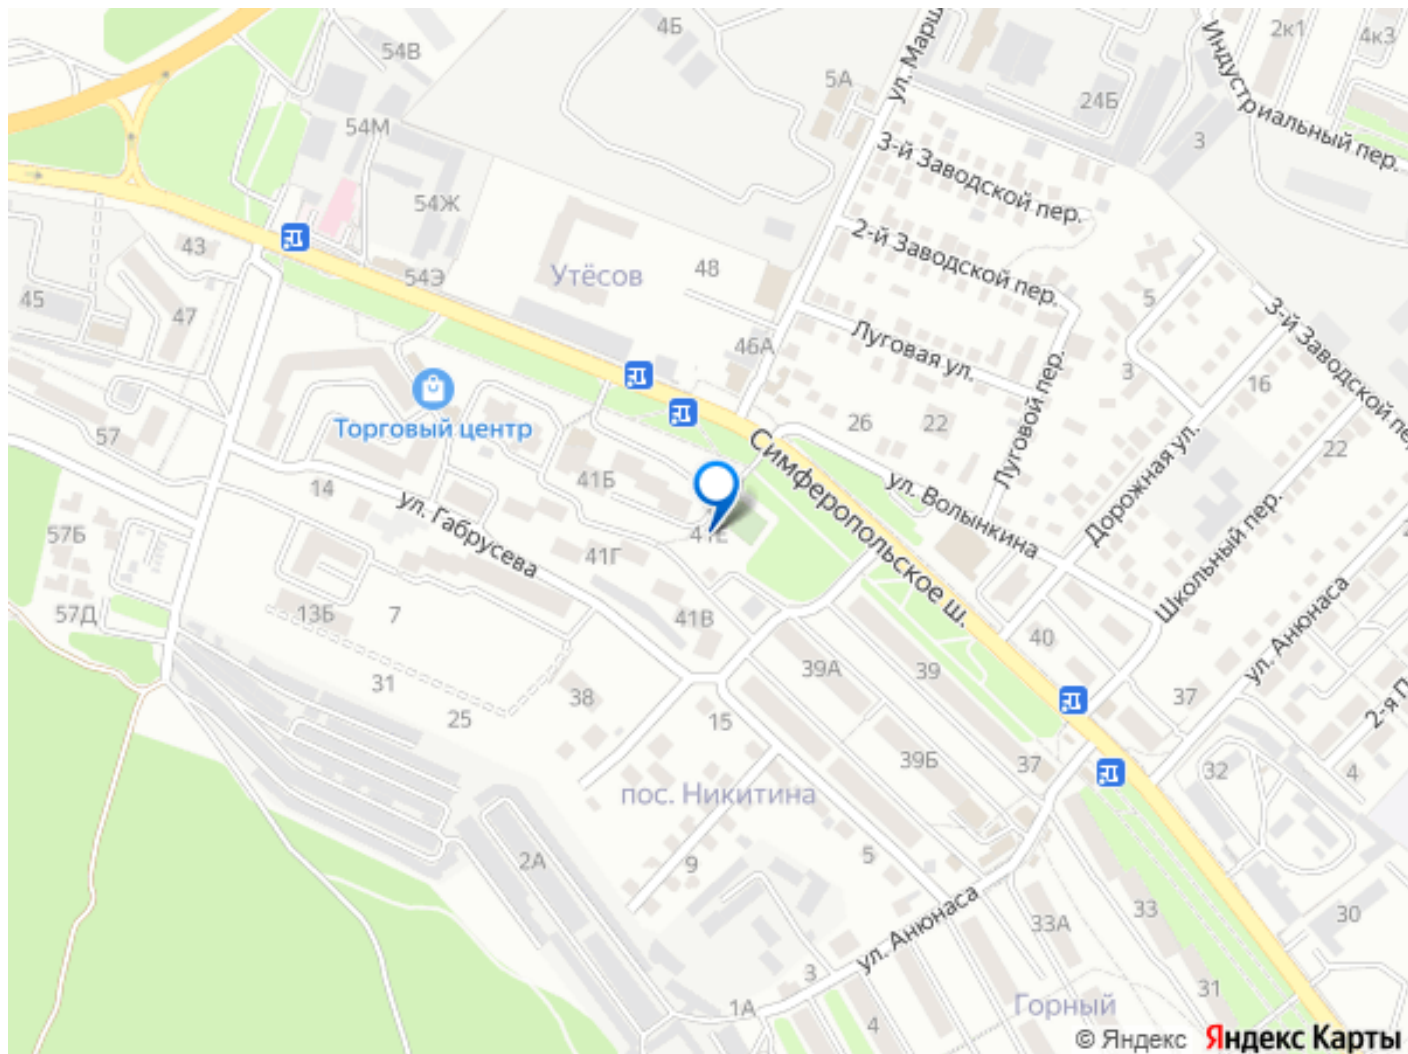 4Б
54В
ул. Марш
2к1
4к3
5А
24Б
Индустриальный пер.
3
54М
3-й Заводской пер.
54Ж
2-й Заводской пер.
43
54Э
Утёсов
48
5
45
47
3-й Заводской пер
46А
Луговая ул.
3
16
Луговой пер.
Торговый центр
57
26
22
22
Симферопольское ш.
Дорожная ул.
41Б
14
ул. Габрусева
ул. Волынкина
Школьный пер.
57Б
41Е
41Г
57Д
13Б
7
41В
40
ул. Анюнаса
31
39А
39
25
38
15
37
2-я П
39Б
37
32
4
пос. Никитина
2А
9
5
ул. Анюнаса
33А
33
30
3
1А
4
Горный
31
© Яндекс Яндекс Карты